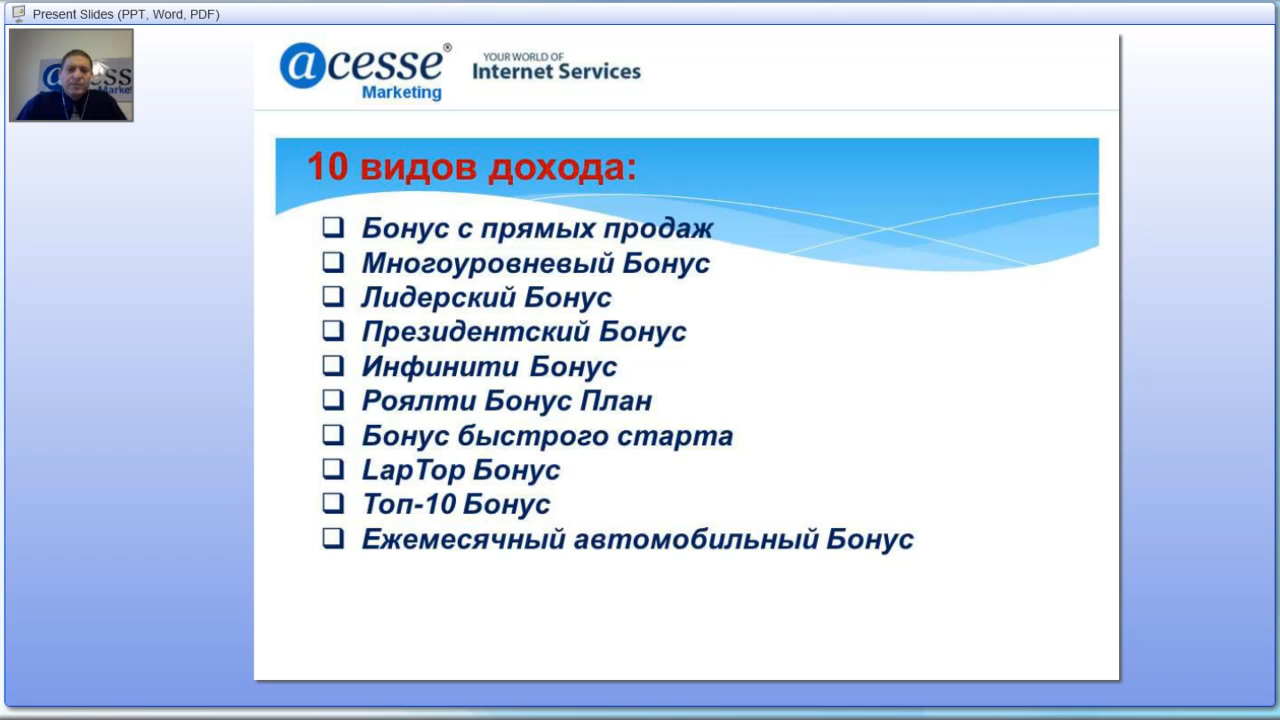 Present Slides (PPT, Word, PDF)
acesse®
Marketing
YOUR WORLD OF
Internet Services
10 видов дохода:
Бонус с прямых продаж
Многоуровневый Бонус
Лидерский Бонус
Президентский Бонус
Инфинити Бонус
Роялти Бонус План
Бонус быстрого старта
LapTop Бонус
Топ-10 Бонус
Ежемесячный автомобильный Бонус